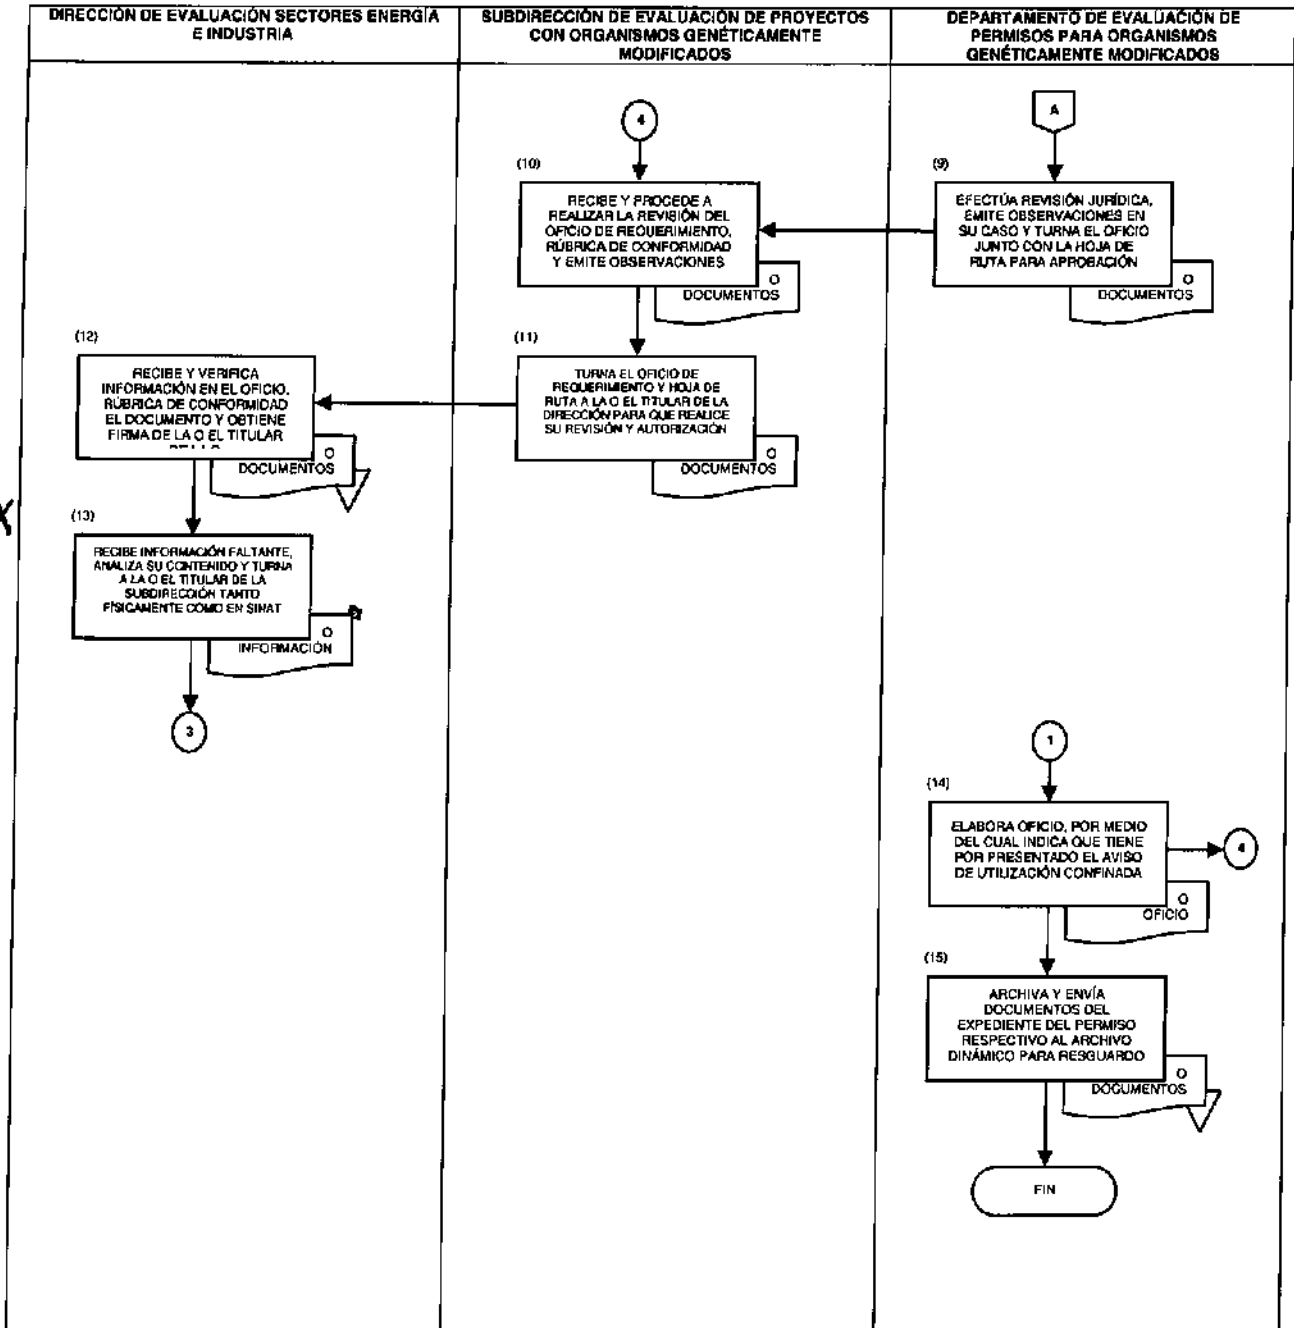 DIRECCIÓN DE EVALUACIÓN SECTORES ENERGÍA
E INDUSTRIA
SUBDIRECCIÓN DE EVALUACIÓN DE PROYECTOS
CON ORGANISMOS GENÉTICAMENTE
MODIFICADOS
DEPARTAMENTO DE EVALUACIÓN DE
PERMISOS PARA ORGANISMOS
GENÉTICAMENTE MODIFICADOS
A
(9)
EFECTÚA REVISIÓN JURÍDICA,
EMITE OBSERVACIONES EN
SU CASO Y TURNA EL OFICIO
JUNTO CON LA HOJA DE
RUTA PARA APROBACIÓN
O
DOCUMENTOS
4
(10)
RECIBE Y PROCEDE A
REALIZAR LA REVISIÓN DEL
OFICIO DE REQUERIMIENTO,
RÚBRICA DE CONFORMIDAD
Y EMITE OBSERVACIONES
O
DOCUMENTOS
(11)
TURNA EL OFICIO DE
REQUERIMIENTO Y HOJA DE
RUTA A LA O EL TITULAR DE LA
DIRECCIÓN PARA QUE REALICE
SU REVISIÓN Y AUTORIZACIÓN
O
DOCUMENTOS
(12)
RECIBE Y VERIFICA
INFORMACIÓN EN EL OFICIO,
RÚBRICA DE CONFORMIDAD
EL DOCUMENTO Y OBTIENE
FIRMA DE LA O EL TITULAR
O
DOCUMENTOS
(13)
RECIBE INFORMACIÓN FALTANTE,
ANALIZA SU CONTENIDO Y TURNA
A LA O EL TITULAR DE LA
SUBDIRECCIÓN TANTO
FÍSICAMENTE COMO EN SINAT
O
INFORMACIÓN
3
1
(14)
ELABORA OFICIO, POR MEDIO
DEL CUAL INDICA QUE TIENE
POR PRESENTADO EL AVISO
DE UTILIZACIÓN CONFINADA
4
O
OFICIO
(15)
ARCHIVA Y ENVÍA
DOCUMENTOS DEL
EXPEDIENTE DEL PERMISO
RESPECTIVO AL ARCHIVO
DINÁMICO PARA RESGUARDO
O
DOCUMENTOS
FIN